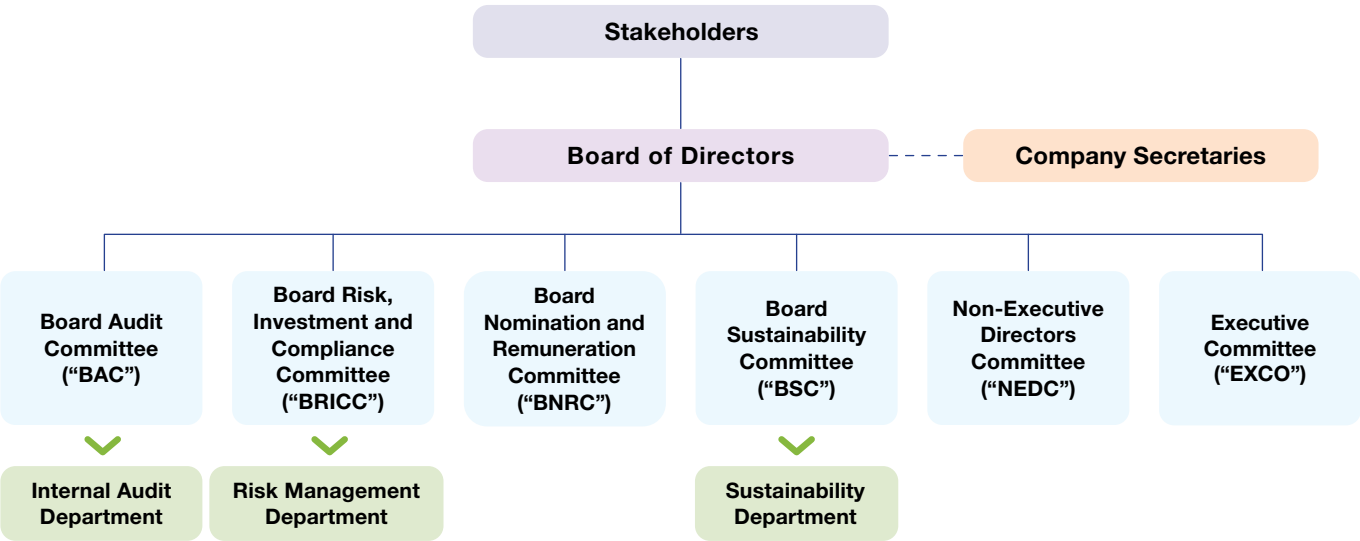 Stakeholders
Board of Directors
Company Secretaries
Board Audit
Committee
(“BAC”)
Board Risk,
Investment and
Compliance
Committee
(“BRICC”)
Board
Nomination and
Remuneration
Committee
(“BNRC”)
Board
Sustainability
Committee
(“BSC”)
Non-Executive
Directors
Committee
(“NEDC”)
Executive
Committee
(“EXCO”)
Internal Audit
Department
Risk Management
Department
Sustainability
Department